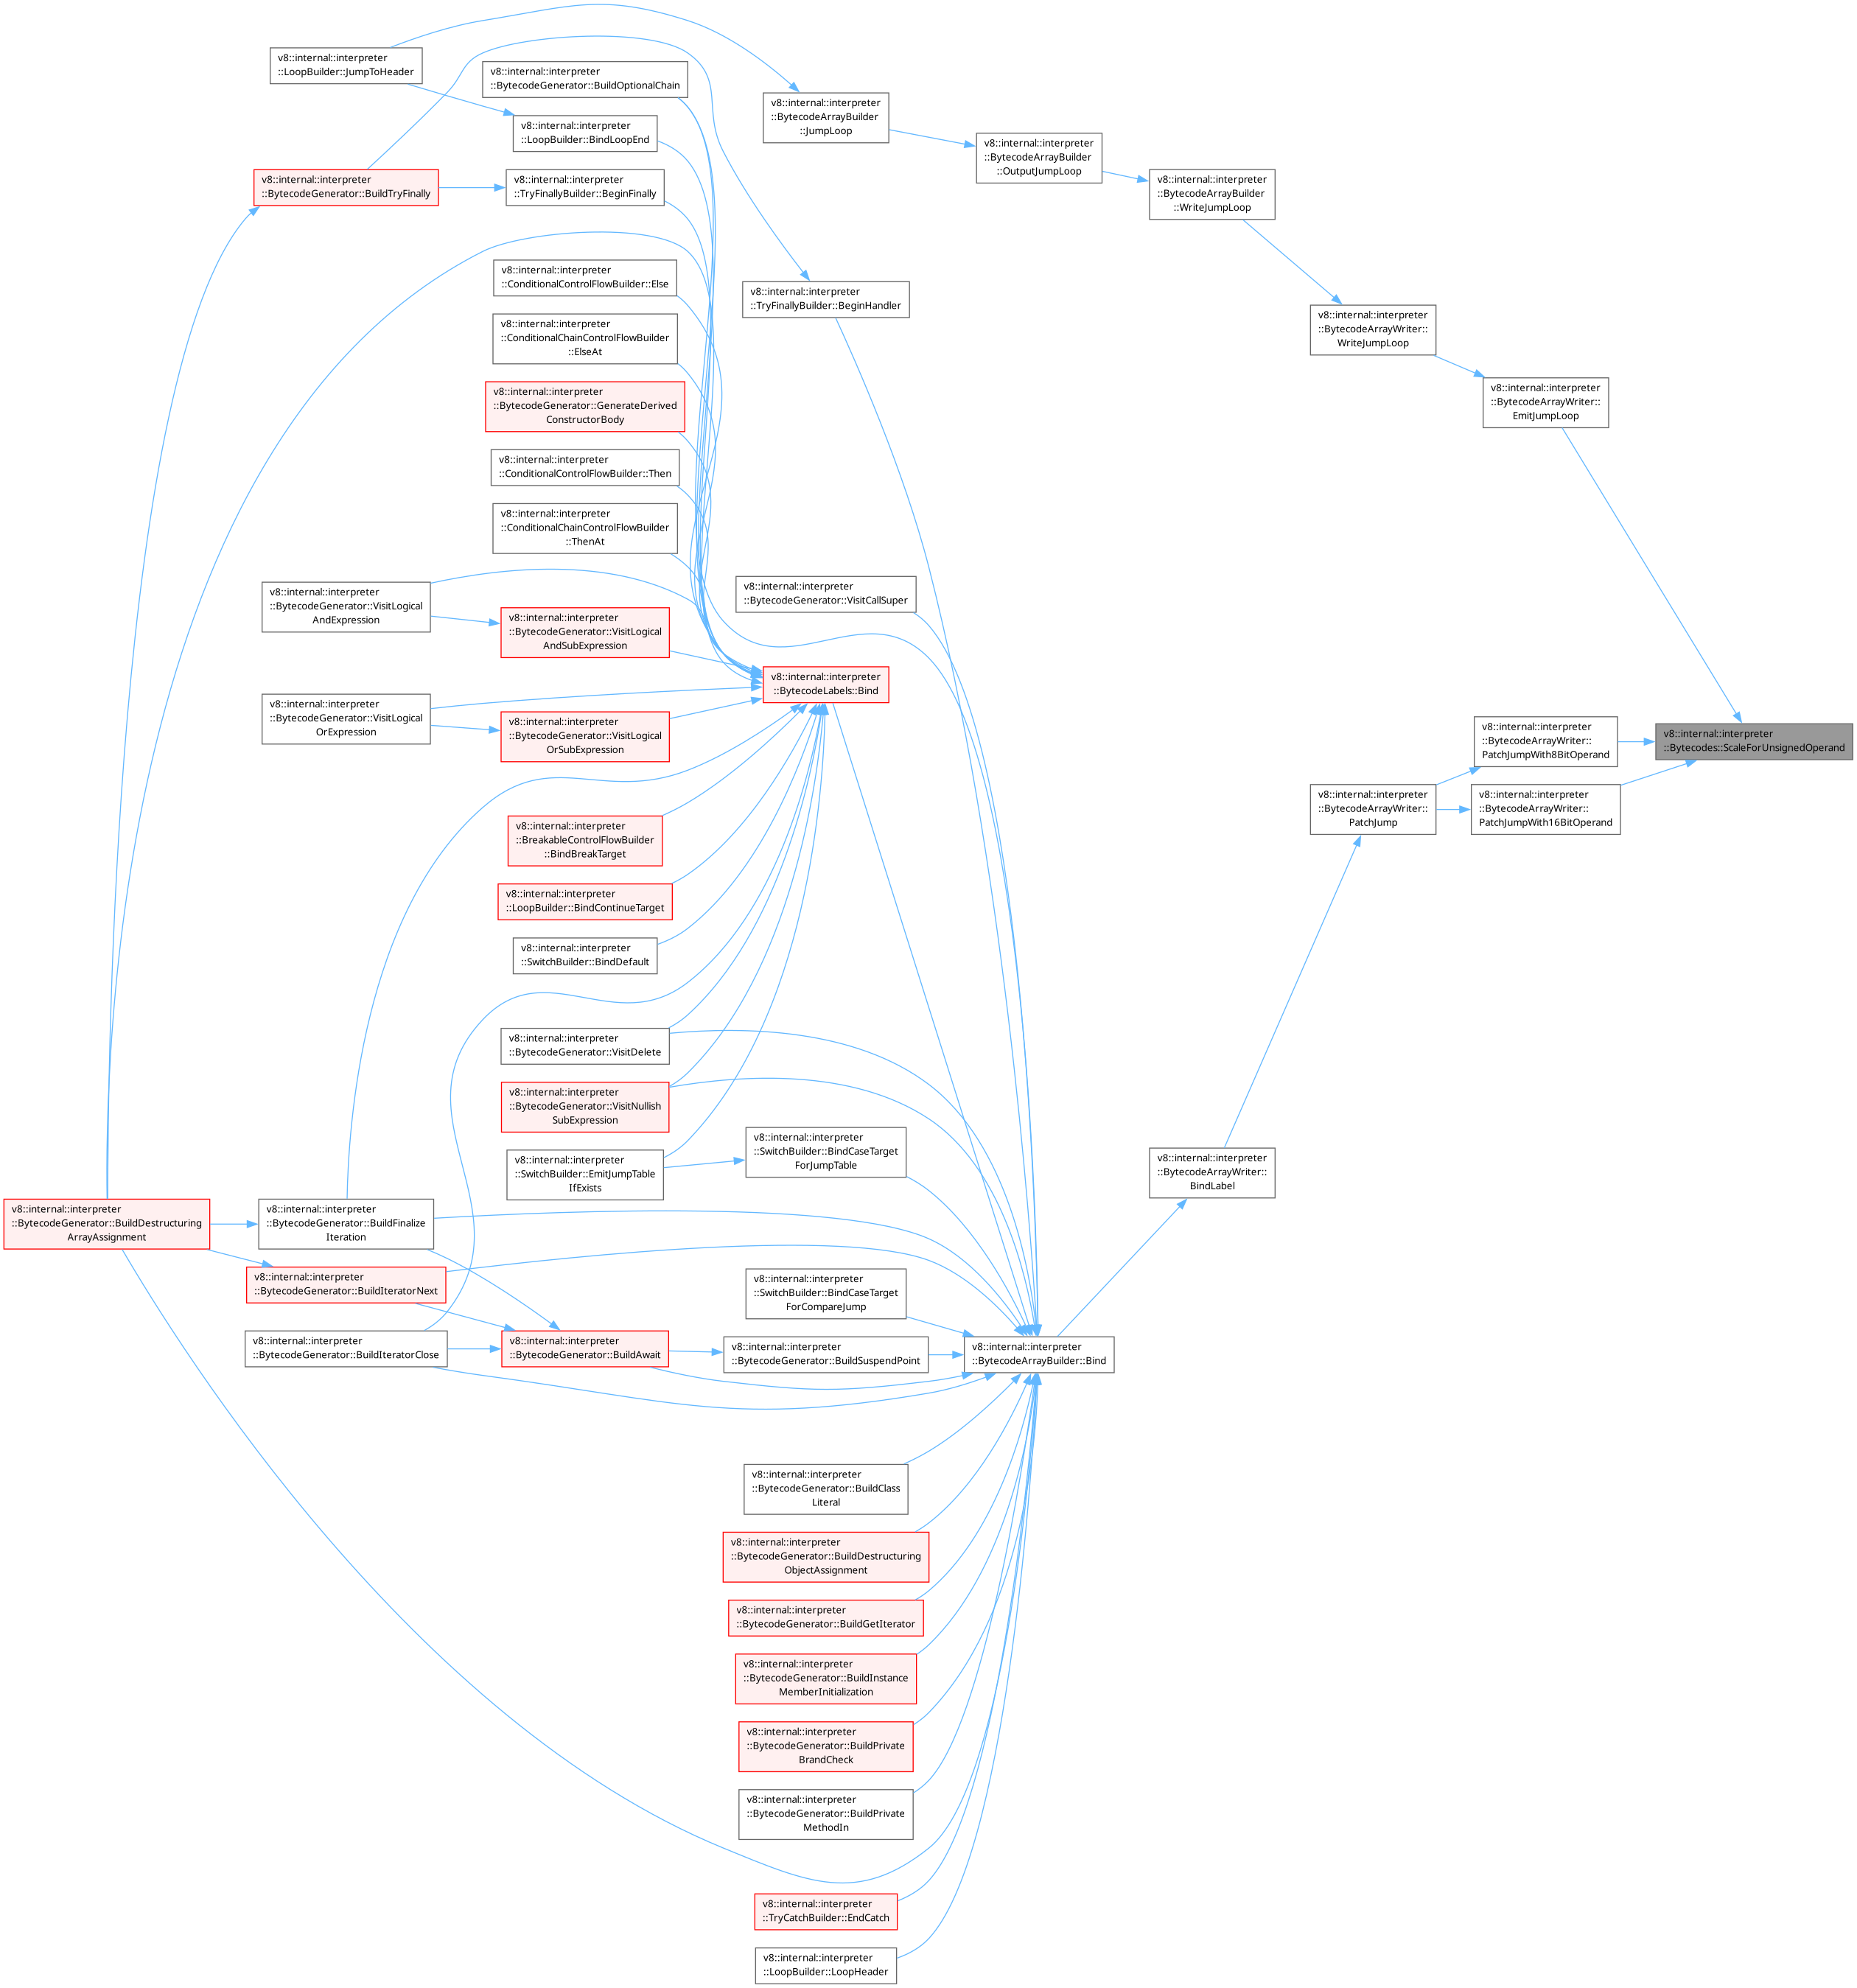 v8::internal::interpreter
::LoopBuilder::JumpToHeader
v8::internal::interpreter
::BytecodeGenerator::BuildOptionalChain
v8::internal::interpreter
::BytecodeArrayBuilder
::JumpLoop
v8::internal::interpreter
::LoopBuilder::BindLoopEnd
v8::internal::interpreter
::BytecodeArrayBuilder
::OutputJumpLoop
v8::internal::interpreter
::BytecodeGenerator::BuildTryFinally
v8::internal::interpreter
::TryFinallyBuilder::BeginFinally
v8::internal::interpreter
::BytecodeArrayBuilder
::WriteJumpLoop
v8::internal::interpreter
::ConditionalControlFlowBuilder::Else
v8::internal::interpreter
::TryFinallyBuilder::BeginHandler
v8::internal::interpreter
::ConditionalChainControlFlowBuilder
::ElseAt
v8::internal::interpreter
::BytecodeArrayWriter::
WriteJumpLoop
v8::internal::interpreter
::BytecodeGenerator::GenerateDerived
ConstructorBody
v8::internal::interpreter
::BytecodeArrayWriter::
EmitJumpLoop
v8::internal::interpreter
::ConditionalControlFlowBuilder::Then
v8::internal::interpreter
::ConditionalChainControlFlowBuilder
::ThenAt
v8::internal::interpreter
::BytecodeGenerator::VisitLogical
AndExpression
v8::internal::interpreter
::BytecodeGenerator::VisitCallSuper
v8::internal::interpreter
::BytecodeGenerator::VisitLogical
AndSubExpression
v8::internal::interpreter
::BytecodeLabels::Bind
v8::internal::interpreter
::BytecodeGenerator::VisitLogical
OrExpression
v8::internal::interpreter
::BytecodeGenerator::VisitLogical
OrSubExpression
v8::internal::interpreter
::BytecodeArrayWriter::
PatchJumpWith8BitOperand
v8::internal::interpreter
::Bytecodes::ScaleForUnsignedOperand
v8::internal::interpreter
::BytecodeArrayWriter::
PatchJump
v8::internal::interpreter
::BytecodeArrayWriter::
PatchJumpWith16BitOperand
v8::internal::interpreter
::BreakableControlFlowBuilder
::BindBreakTarget
v8::internal::interpreter
::LoopBuilder::BindContinueTarget
v8::internal::interpreter
::SwitchBuilder::BindDefault
v8::internal::interpreter
::BytecodeGenerator::VisitDelete
v8::internal::interpreter
::BytecodeGenerator::VisitNullish
SubExpression
v8::internal::interpreter
::SwitchBuilder::BindCaseTarget
ForJumpTable
v8::internal::interpreter
::SwitchBuilder::EmitJumpTable
IfExists
v8::internal::interpreter
::BytecodeArrayWriter::
BindLabel
v8::internal::interpreter
::BytecodeGenerator::BuildDestructuring
ArrayAssignment
v8::internal::interpreter
::BytecodeGenerator::BuildFinalize
Iteration
v8::internal::interpreter
::BytecodeGenerator::BuildIteratorNext
v8::internal::interpreter
::SwitchBuilder::BindCaseTarget
ForCompareJump
v8::internal::interpreter
::BytecodeGenerator::BuildIteratorClose
v8::internal::interpreter
::BytecodeGenerator::BuildAwait
v8::internal::interpreter
::BytecodeGenerator::BuildSuspendPoint
v8::internal::interpreter
::BytecodeArrayBuilder::Bind
v8::internal::interpreter
::BytecodeGenerator::BuildClass
Literal
v8::internal::interpreter
::BytecodeGenerator::BuildDestructuring
ObjectAssignment
v8::internal::interpreter
::BytecodeGenerator::BuildGetIterator
v8::internal::interpreter
::BytecodeGenerator::BuildInstance
MemberInitialization
v8::internal::interpreter
::BytecodeGenerator::BuildPrivate
BrandCheck
v8::internal::interpreter
::BytecodeGenerator::BuildPrivate
MethodIn
v8::internal::interpreter
::TryCatchBuilder::EndCatch
v8::internal::interpreter
::LoopBuilder::LoopHeader